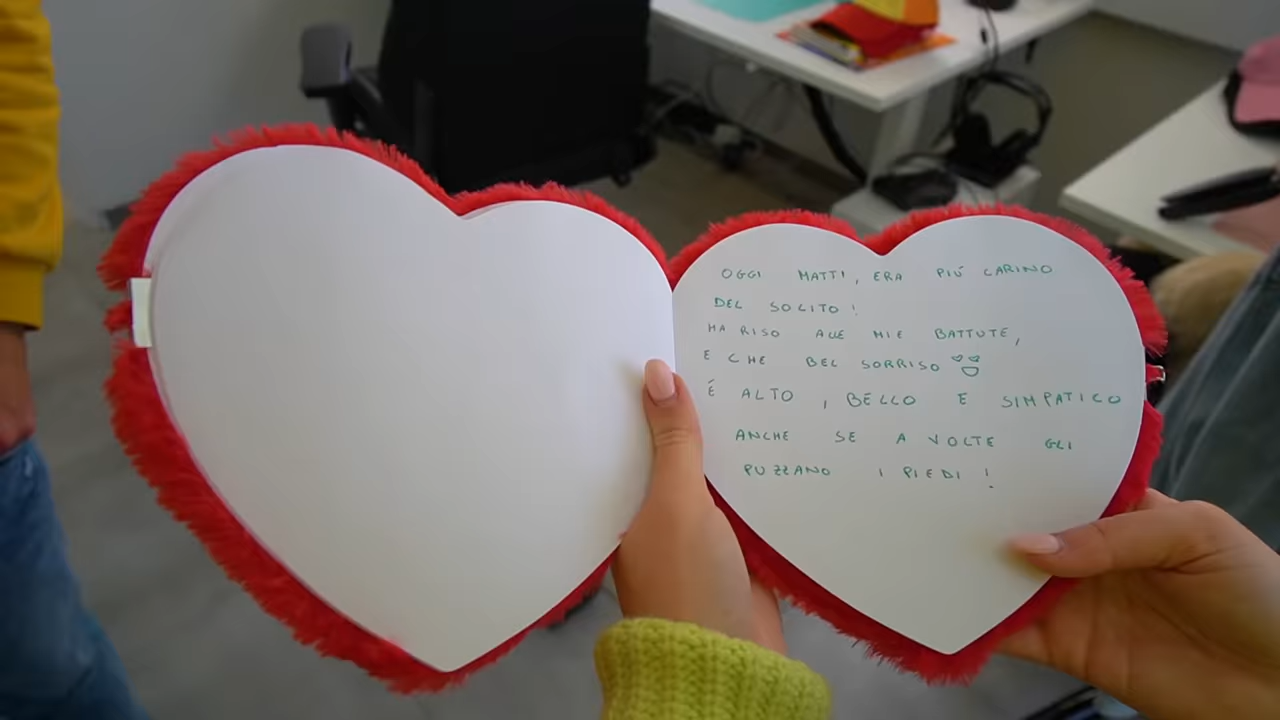 OGGI MATTI, ERA PIÚ CARINO
DEL SOLITO!
HA RISO ALLE MIE BATTUTE,
E CHE BEL SORRISO
É ALTO, BELLO E SIMPATICO
ANCHE SE A VOLTE GLI
PUZZANO I PIEDI!